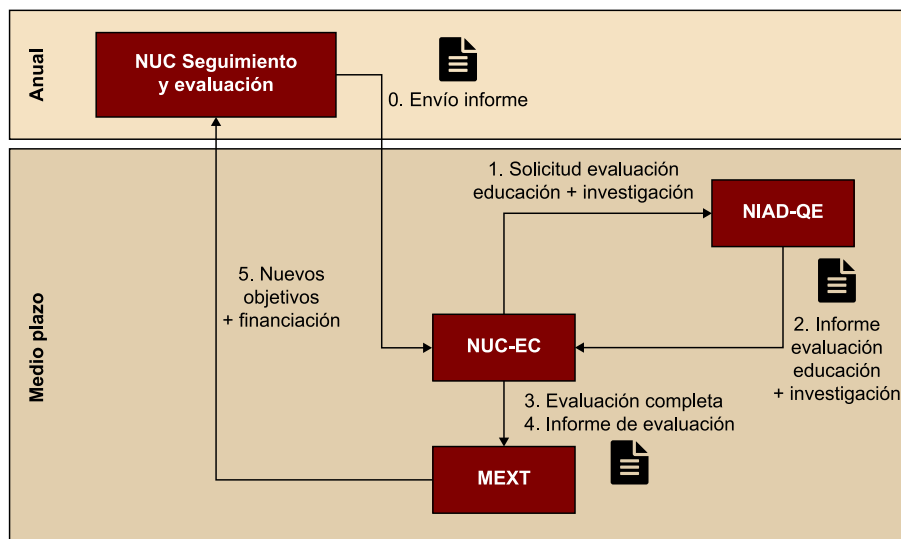 Anual
NUC Seguimiento
y evaluación
0. Envío informe
Medio plazo
1. Solicitud evaluación
educación + investigación
NIAD-QE
5. Nuevos
objetivos
+ financiación
NUC-EC
2. Informe
evaluación
educación
+ investigación
3. Evaluación completa
4. Informe de evaluación
MEXT